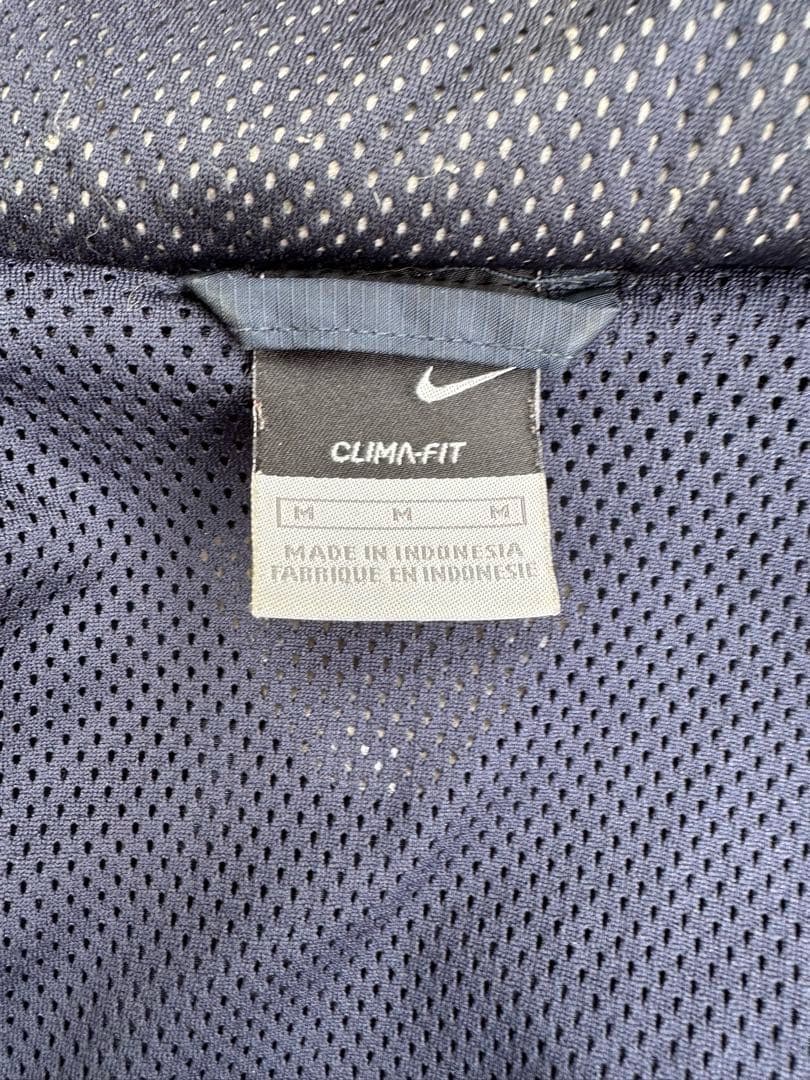 CLIMA-FIT
M M M
MADE IN INDONESIA
FABRIQUE EN INDONESIE